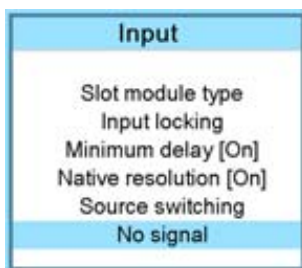 Input
Slot module type
Input locking
Minimum delay [On]
Native resolution [On]
Source switching
No signal